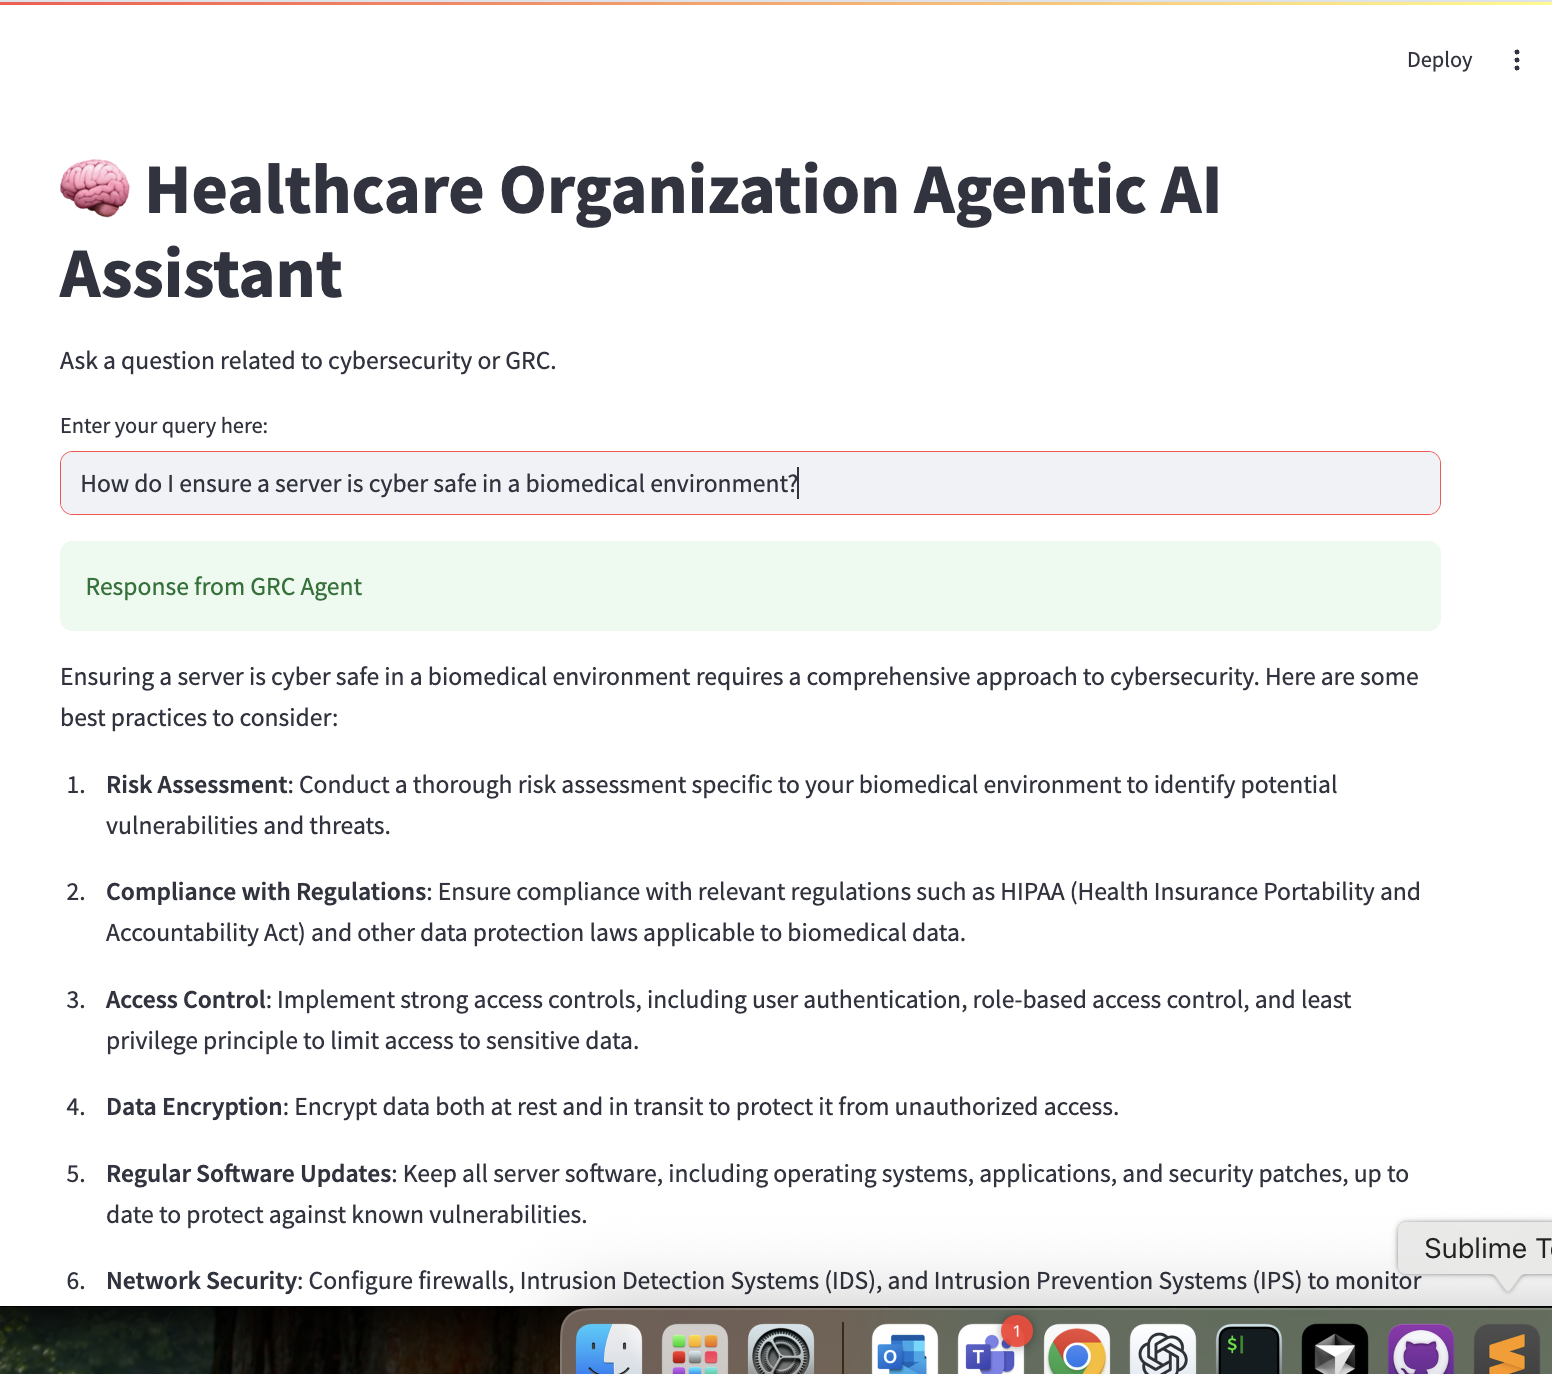 Deploy
Healthcare Organization Agentic AI
Assistant
Ask a question related to cybersecurity or GRC.
Enter your query here:
How do I ensure a server is cyber safe in a biomedical environment?
Response from GRC Agent
Ensuring a server is cyber safe in a biomedical environment requires a comprehensive approach to cybersecurity. Here are some
best practices to consider:
1. Risk Assessment: Conduct a thorough risk assessment specific to your biomedical environment to identify potential
vulnerabilities and threats.
2. Compliance with Regulations: Ensure compliance with relevant regulations such as HIPAA (Health Insurance Portability and
Accountability Act) and other data protection laws applicable to biomedical data.
3. Access Control: Implement strong access controls, including user authentication, role-based access control, and least
privilege principle to limit access to sensitive data.
4. Data Encryption: Encrypt data both at rest and in transit to protect it from unauthorized access.
5. Regular Software Updates: Keep all server software, including operating systems, applications, and security patches, up to
date to protect against known vulnerabilities.
Sublime
6. Network Security: Configure firewalls, Intrusion Detection Systems (IDS), and Intrusion Prevention Systems (IPS) to monitor
1
O
T
$